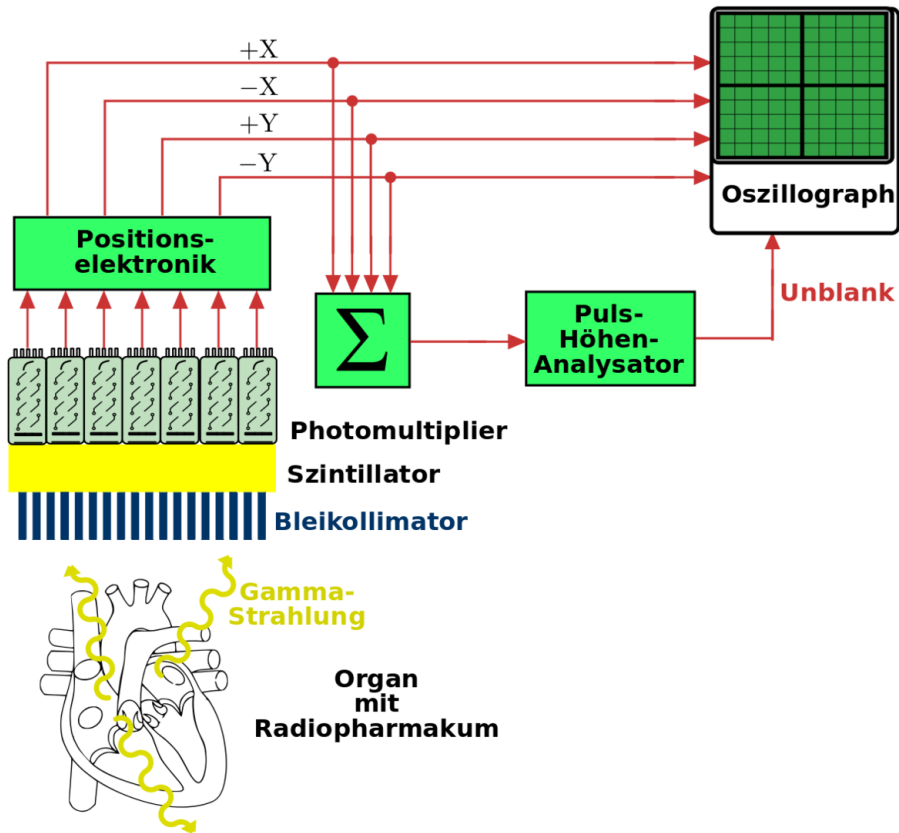 +X
−X
+Y
−Y
Oszillograph
Positions-
elektronik
Unblank
Σ
Puls-
Höhen-
Analysator
Photomultiplier
Szintillator
Bleikollimator
Gamma-
Strahlung
Organ
mit
Radiopharmakum